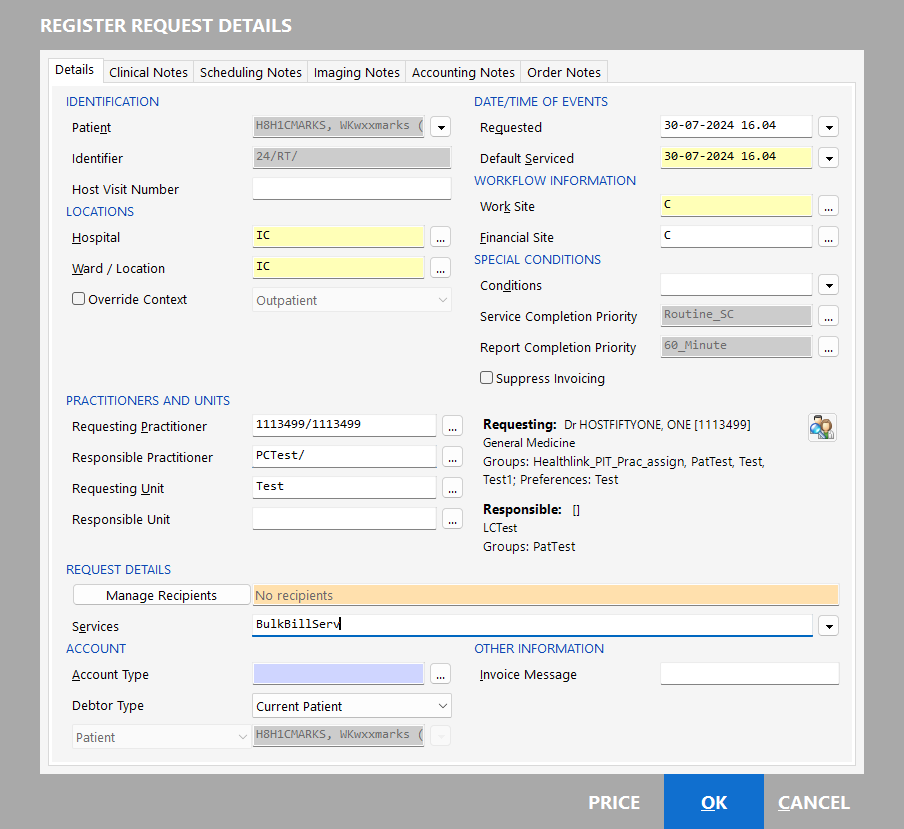 REGISTER REQUEST DETAILS
Details Clinical Notes Scheduling Notes Imaging Notes Accounting Notes Order Notes
IDENTIFICATION
Patient H8H1CMARKS, WKwxxmarks (
Identifier 24/RT/
Host Visit Number
LOCATIONS
Hospital IC ...
Ward / Location IC ...
Override Context Outpatient
DATE/TIME OF EVENTS
Requested 30-07-2024 16.04
Default Serviced 30-07-2024 16.04
WORKFLOW INFORMATION
Work Site C ...
Financial Site C ...
SPECIAL CONDITIONS
Conditions
Service Completion Priority Routine_SC ...
Report Completion Priority 60_Minute ...
Suppress Invoicing
PRACTITIONERS AND UNITS
Requesting Practitioner 1113499/1113499 ...
Responsible Practitioner PCTest/ ...
Requesting Unit Test ...
Responsible Unit ...
Requesting: Dr HOSTFIFTYONE, ONE [1113499]
General Medicine
Groups: Healthlink_PIT_Prac_assign, PatTest, Test,
Test1; Preferences: Test
Responsible: []
LCTest
Groups: PatTest
REQUEST DETAILS
Manage Recipients No recipients
Services BulkBillServ
ACCOUNT
Account Type ...
Debtor Type Current Patient
Patient H8H1CMARKS, WKwxxmarks (
OTHER INFORMATION
Invoice Message
PRICE OK CANCEL